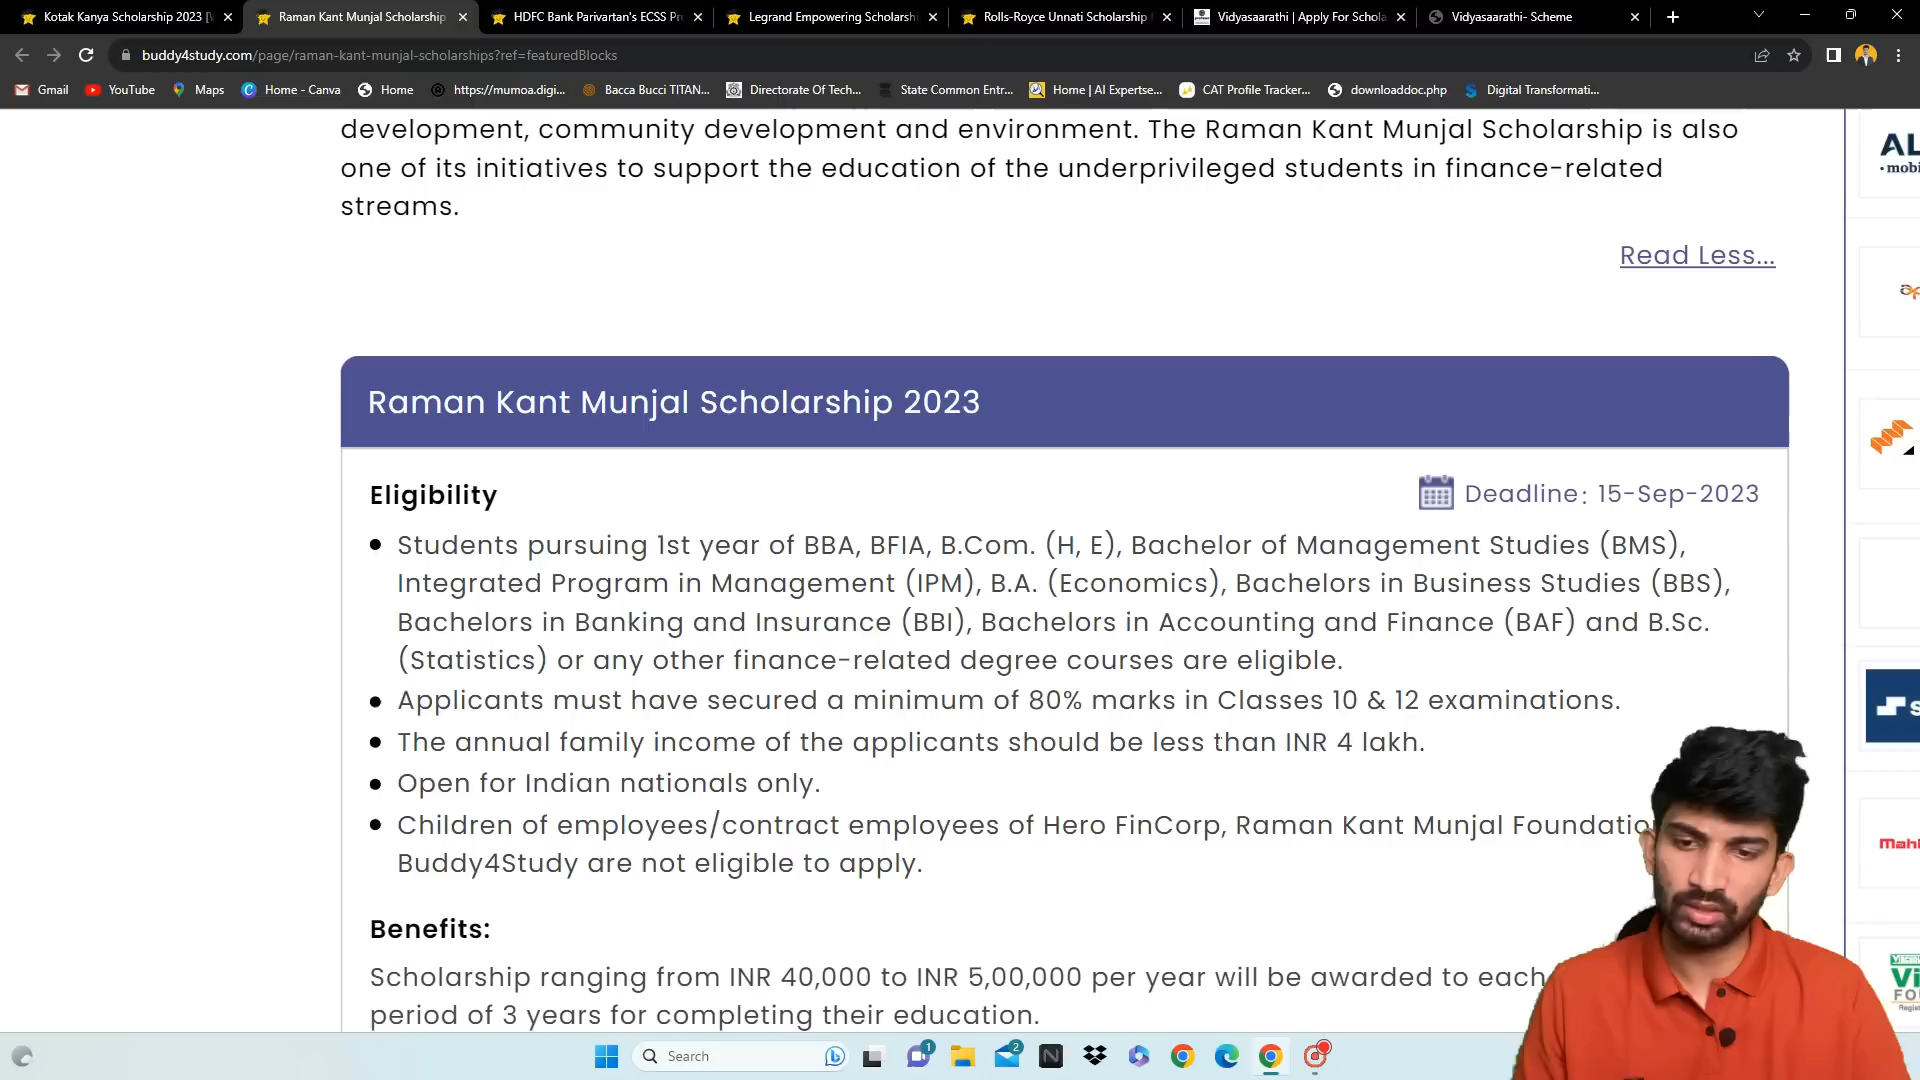 Kotak Kanya Scholarship 2023
Raman Kant Munjal Scholarship
HDFC Bank Parivartan's ECSS Pr
Legrand Empowering Scholarshi
Rolls-Royce Unnati Scholarship
Vidyasaarathi | Apply For Schola
Vidyasaarathi- Scheme
buddy4study.com/page/raman-kant-munjal-scholarships?ref=featuredBlocks
Gmail
YouTube
Maps
Home - Canva
Home
https://mumoa.digi...
Bacca Bucci TITAN...
Directorate Of Tech...
State Common Entr...
Home | AI Expertse...
CAT Profile Tracker...
downloaddoc.php
Digital Transformati...
development, community development and environment. The Raman Kant Munjal Scholarship is also
one of its initiatives to support the education of the underprivileged students in finance-related
streams.
Read Less...
Raman Kant Munjal Scholarship 2023
Eligibility
Deadline: 15-Sep-2023
Students pursuing 1st year of BBA, BFIA, B.Com. (H, E), Bachelor of Management Studies (BMS),
Integrated Program in Management (IPM), B.A. (Economics), Bachelors in Business Studies (BBS),
Bachelors in Banking and Insurance (BBI), Bachelors in Accounting and Finance (BAF) and B.Sc.
(Statistics) or any other finance-related degree courses are eligible.
Applicants must have secured a minimum of 80% marks in Classes 10 & 12 examinations.
The annual family income of the applicants should be less than INR 4 lakh.
Open for Indian nationals only.
Children of employees/contract employees of Hero FinCorp, Raman Kant Munjal Foundatio
Buddy4Study are not eligible to apply.
Benefits:
Scholarship ranging from INR 40,000 to INR 5,00,000 per year will be awarded to each
period of 3 years for completing their education.
AL
• mobi
Mahi
Vi
FOU
Regist
Search
1
2